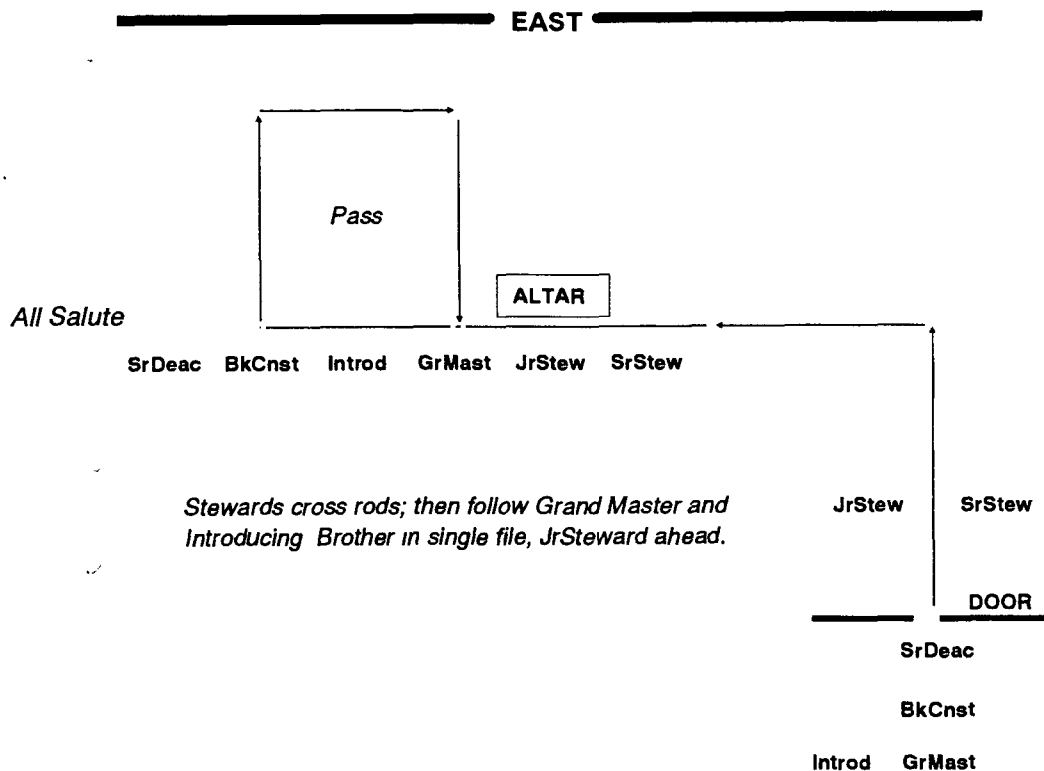 EAST
Pass
ALTAR
All Salute
SrDeac BkCnst Introd GrMast JrStew SrStew
Stewards cross rods; then follow Grand Master and
Introducing Brother in single file, JrSteward ahead.
JrStew SrStew
DOOR
SrDeac
BkCnst
Introd GrMast